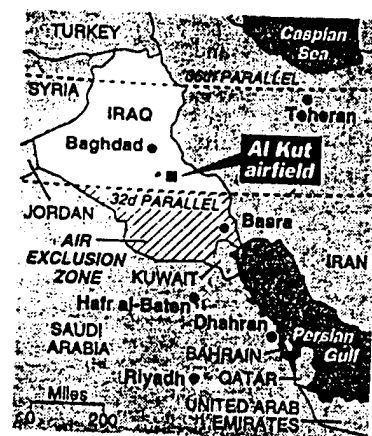 TURKEY
Caspian
Sea
36th PARALLEL
SYRIA
IRAQ
Teheran
Baghdad
Al Kut
airfield
32d PARALLEL
JORDAN
Basra
AIR
EXCLUSION
ZONE
IRAN
KUWAIT
Hafr al-Baten
Dhahran
SAUDI
ARABIA
Persian
Gulf
BAHRAIN
Riyadh
QATAR
Miles
0 200
UNITED ARAB
EMIRATES